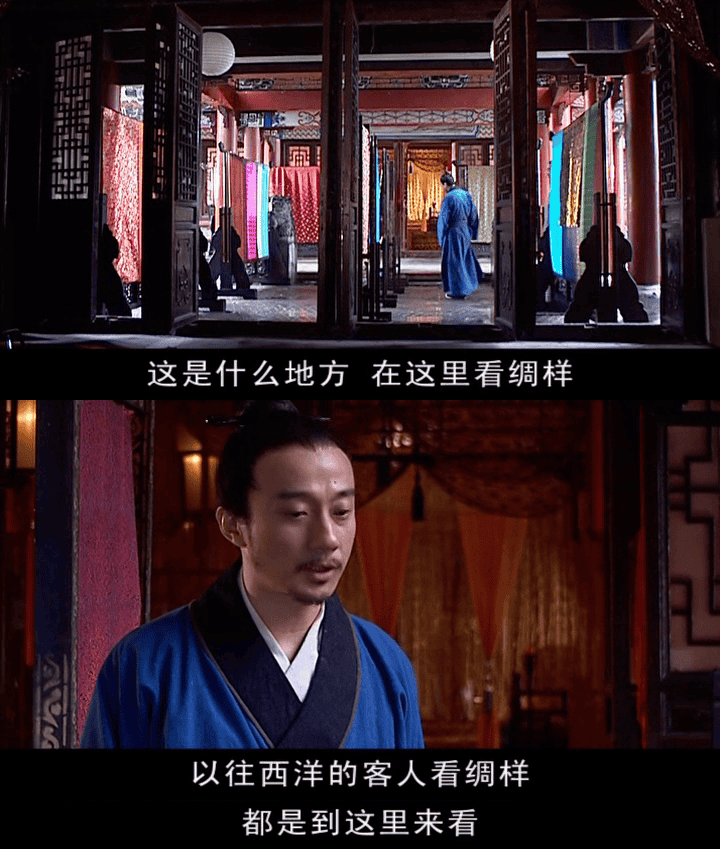 这是什么地方 在这里看绸样
以往西洋的客人看绸样
都是到这里来看